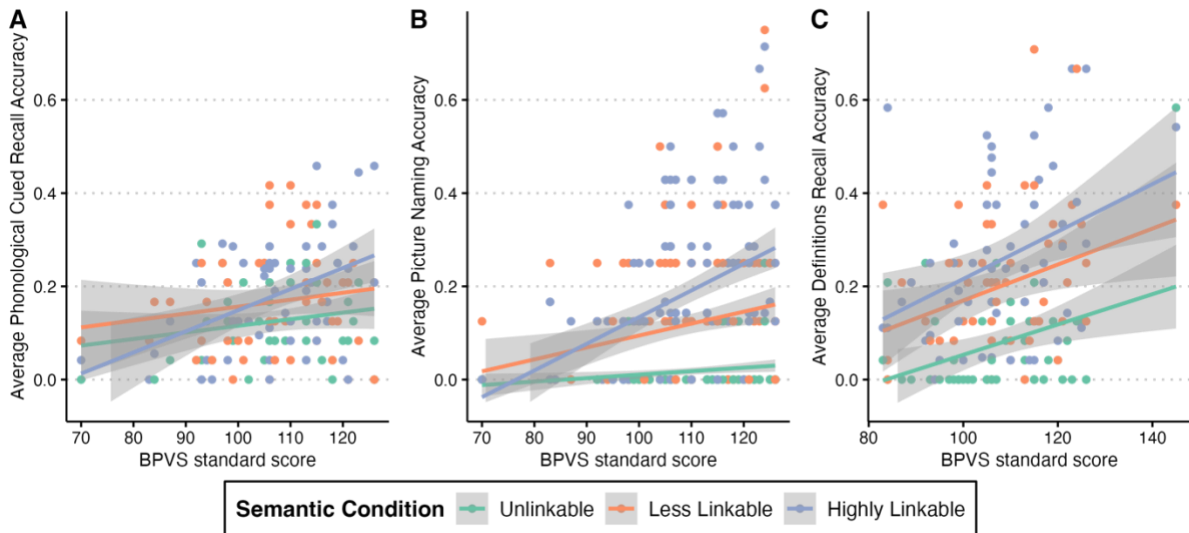 A
B
C
Average Phonological Cued Recall Accuracy
0.6
0.4
0.2
0.0
70 80 90 100 110 120
BPVS standard score
Average Picture Naming Accuracy
0.6
0.4
0.2
0.0
70 80 90 100 110 120
BPVS standard score
Average Definitions Recall Accuracy
0.6
0.4
0.2
0.0
80 100 120 140
BPVS standard score
Semantic Condition Unlinkable Less Linkable Highly Linkable